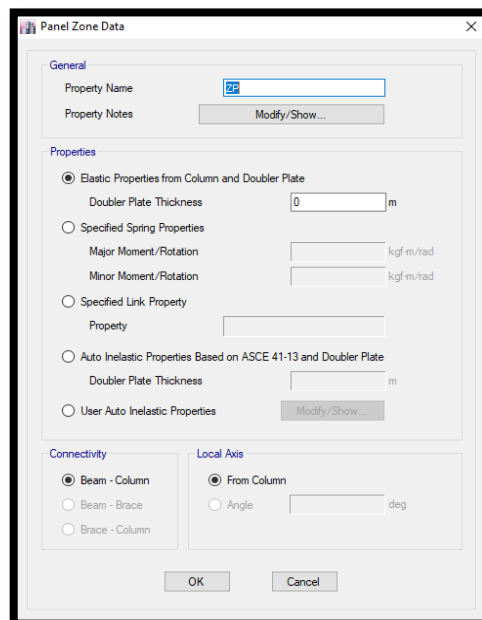 Panel Zone Data
General
Property Name ZP
Property Notes Modify/Show...
Properties
Elastic Properties from Column and Doubler Plate
Doubler Plate Thickness 0 m
Specified Spring Properties
Major Moment/Rotation kgf-m/rad
Minor Moment/Rotation kgf-m/rad
Specified Link Property
Property
Auto Inelastic Properties Based on ASCE 41-13 and Doubler Plate
Doubler Plate Thickness m
User Auto Inelastic Properties Modify/Show...
Connectivity Local Axis
Beam - Column From Column
Beam - Brace Angle deg
Brace - Column
OK Cancel